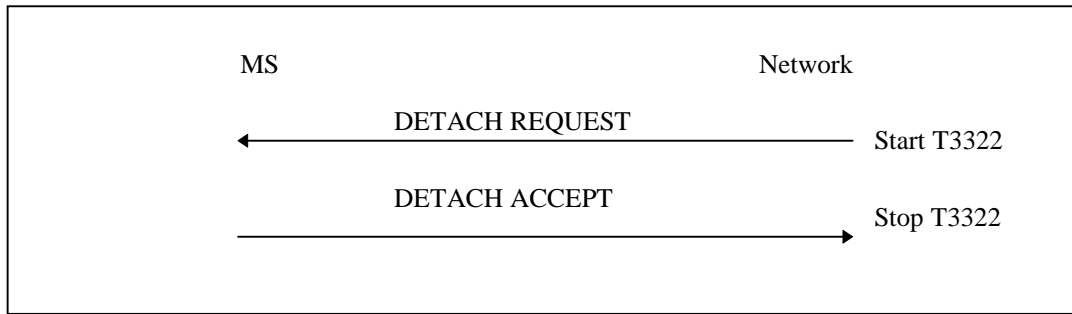 MS Network
DETACH REQUEST
Start T3322
DETACH ACCEPT
Stop T3322